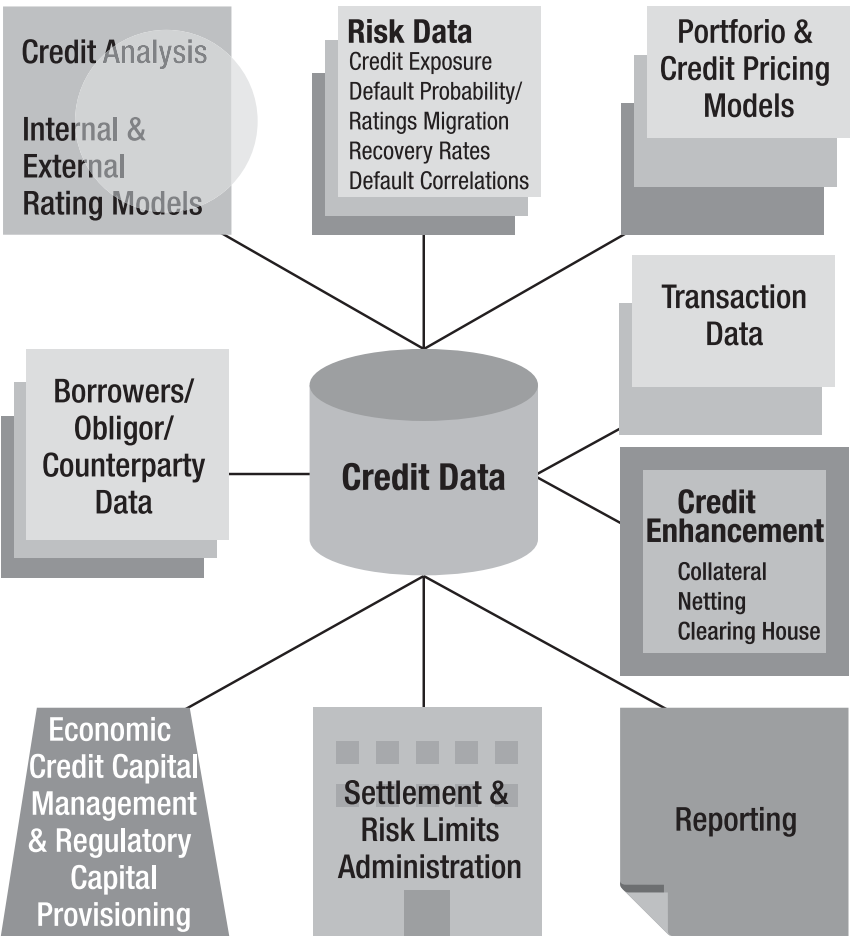 Credit Analysis
Internal &
External
Rating Models
Risk Data
Credit Exposure
Default Probability/
Ratings Migration
Recovery Rates
Default Correlations
Portforio &
Credit Pricing
Models
Transaction
Data
Borrowers/
Obligor/
Counterparty
Data
Credit Data
Credit
Enhancement
Collateral
Netting
Clearing House
Economic
Credit Capital
Management
& Regulatory
Capital
Provisioning
Settlement &
Risk Limits
Administration
Reporting